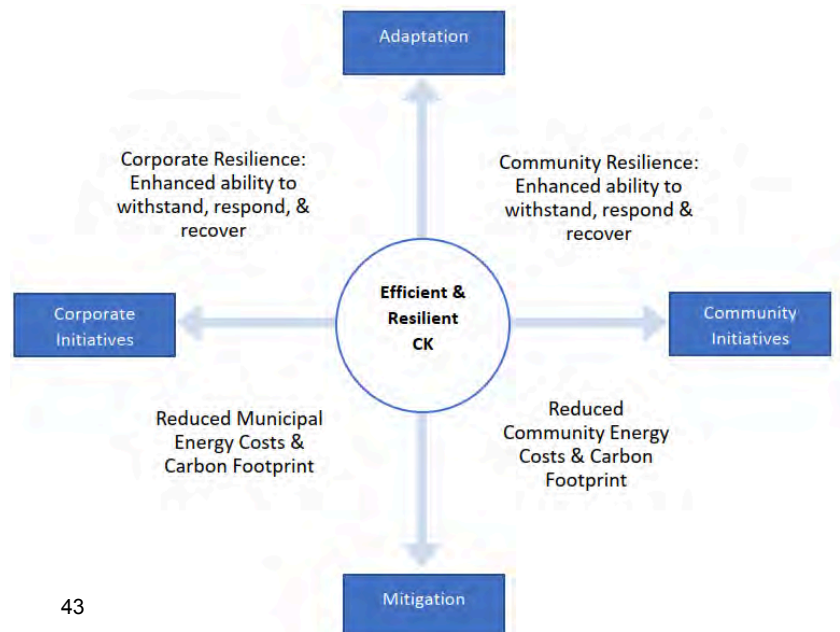 Adaptation
Corporate Resilience:
Enhanced ability to
withstand, respond, &
recover
Community Resilience:
Enhanced ability to
withstand, respond &
recover
Corporate
Initiatives
Efficient &
Resilient
CK
Community
Initiatives
Reduced Municipal
Energy Costs &
Carbon Footprint
Reduced
Community Energy
Costs & Carbon
Footprint
43
Mitigation